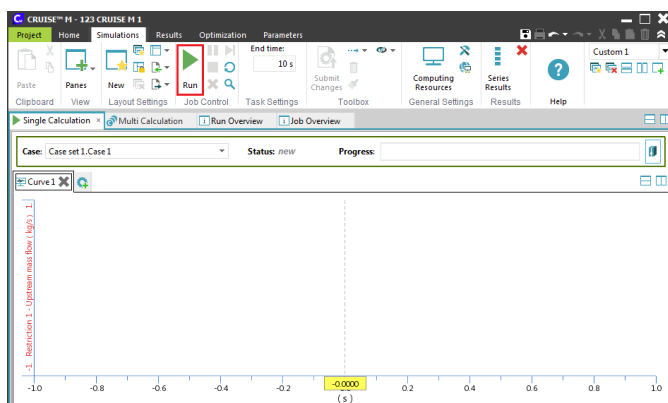 C. CRUISE™ M - 123 CRUISE M 1
Project Home Simulations Results Optimization Parameters
End time:
10 s
Paste Panes New Run Submit Changes Computing Resources Series Results Custom 1
Clipboard View Layout Settings Job Control Task Settings Toolbox General Settings Results Help
Single Calculation × Multi Calculation Run Overview Job Overview
Case: Case set 1.Case 1 Status: new Progress:
Curve 1
-1 Restriction 1 - Upstream mass flow ( kg/s ) 1
-1.0 -0.8 -0.6 -0.4 -0.2 -0.0000 0.2 0.4 0.6 0.8 1.0
( s )